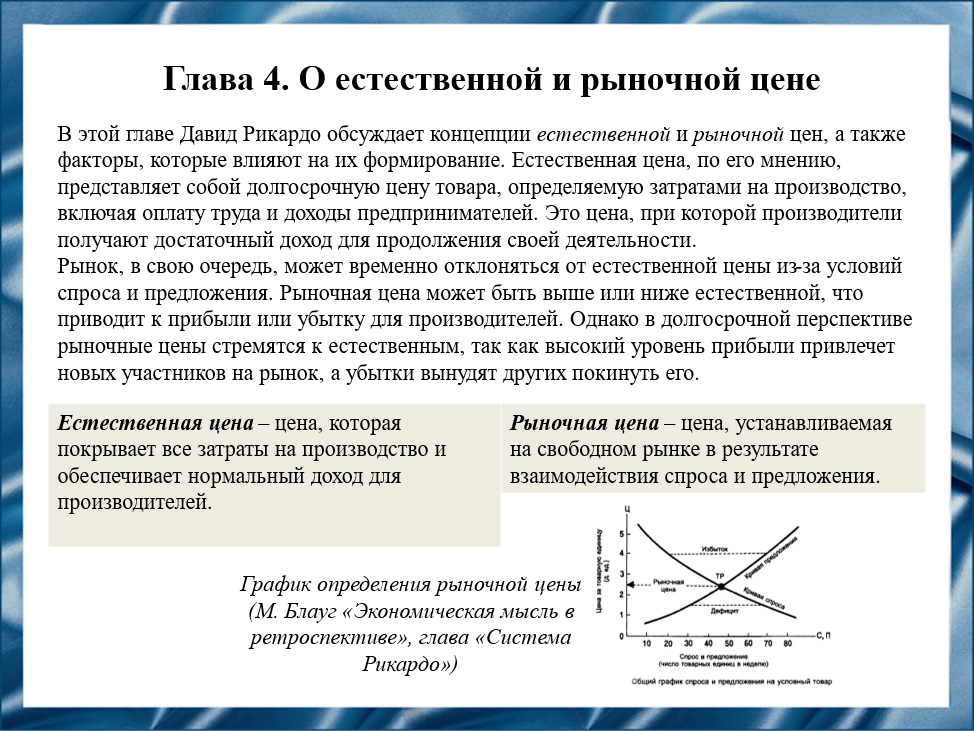 Глава 4. О естественной и рыночной цене
В этой главе Давид Рикардо обсуждает концепции естественной и рыночной цен, а также
факторы, которые влияют на их формирование. Естественная цена, по его мнению,
представляет собой долгосрочную цену товара, определяемую затратами на производство,
включая оплату труда и доходы предпринимателей. Это цена, при которой производители
получают достаточный доход для продолжения своей деятельности.
Рынок, в свою очередь, может временно отклоняться от естественной цены из-за условий
спроса и предложения. Рыночная цена может быть выше или ниже естественной, что
приводит к прибыли или убытку для производителей. Однако в долгосрочной перспективе
рыночные цены стремятся к естественным, так как высокий уровень прибыли привлечет
новых участников на рынок, а убытки вынудят других покинуть его.
Естественная цена – цена, которая
покрывает все затраты на производство и
обеспечивает нормальный доход для
производителей.
Рыночная цена – цена, устанавливаемая
на свободном рынке в результате
взаимодействия спроса и предложения.
График определения рыночной цены
(М. Блауг «Экономическая мысль в
ретроспективе», глава «Система
Рикардо»)
Ц
Цена за товарную единицу
(д. ед.)
5
4
3
2
1
0
Избыток
ТР
Рыночная
цена
Дефицит
Кривая предложения
Кривая спроса
10 20 30 40 50 60 70 80
С, П
Спрос и предложение
(число товарных единиц в неделю)
Общий график спроса и предложения на условный товар